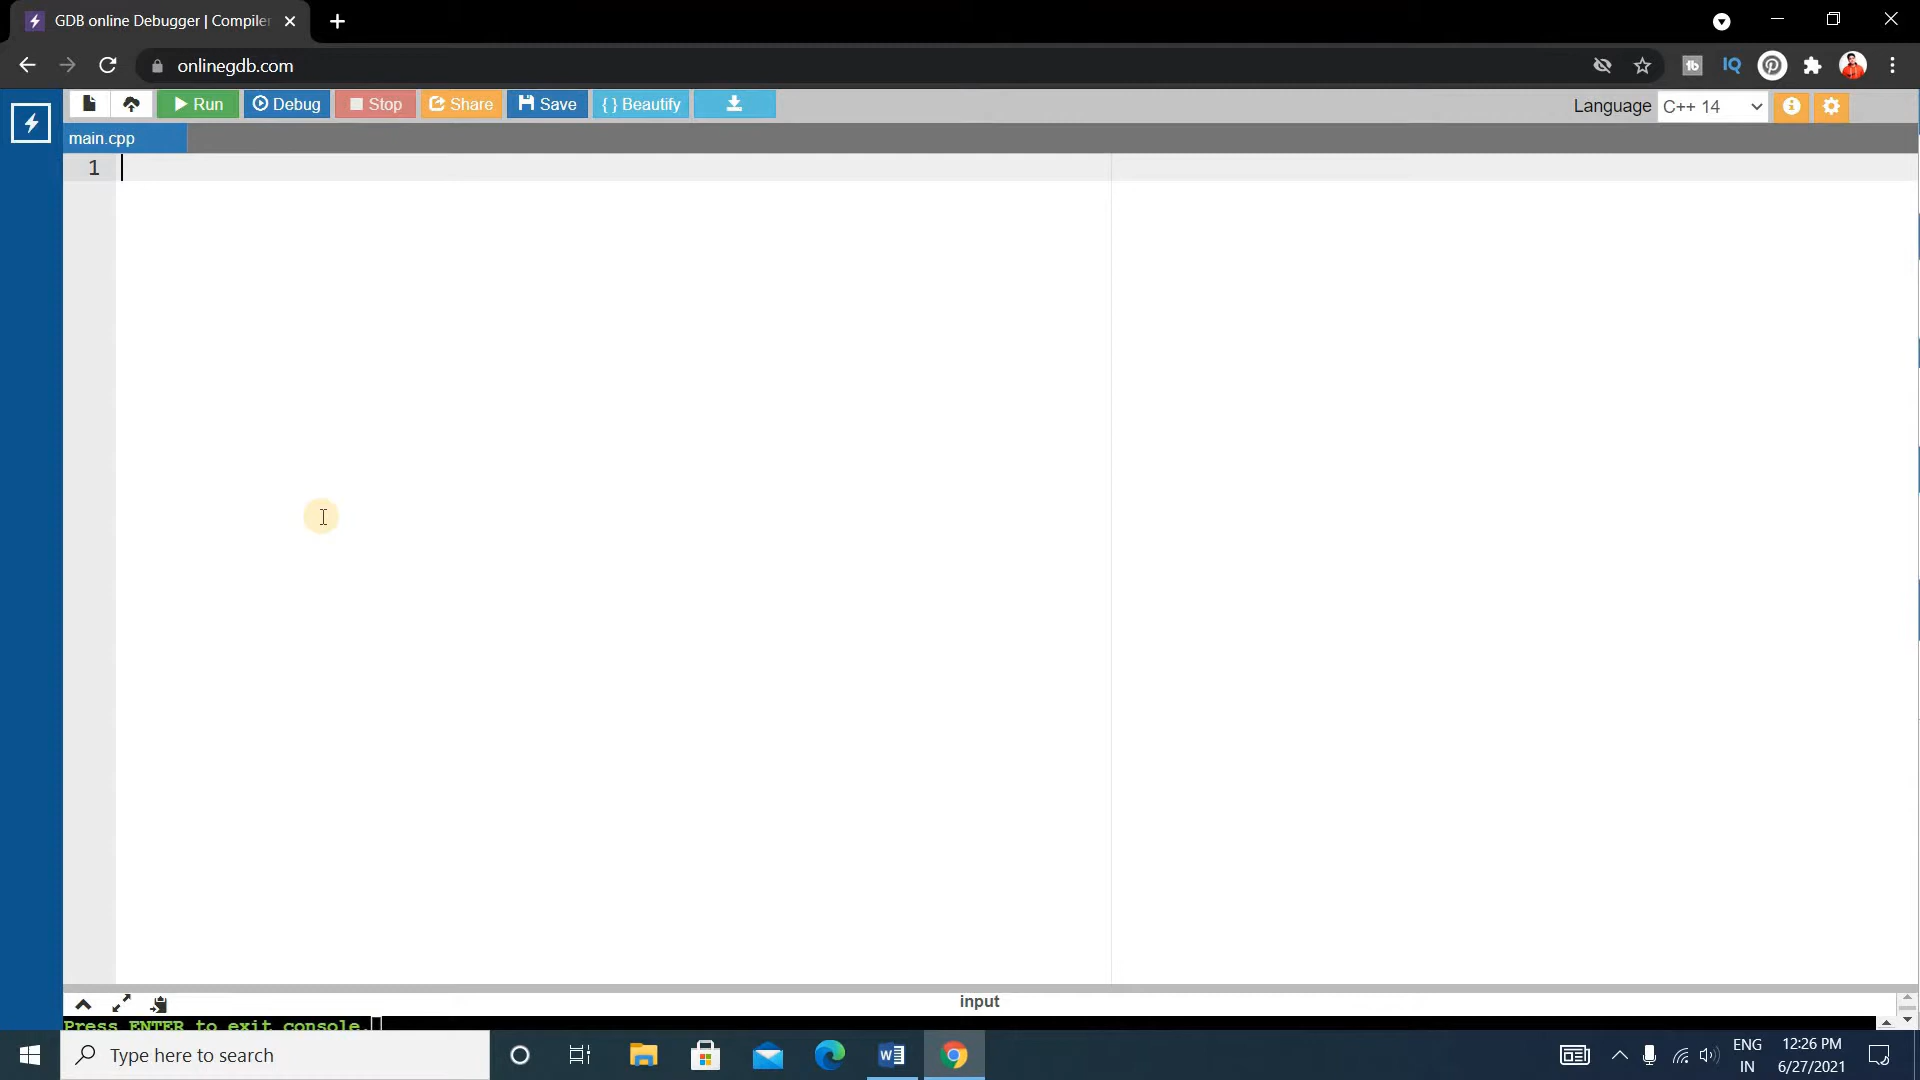 GDB online Debugger | Compiler
onlinegdb.com
IQ
Run
Debug
Stop
Share
Save
{ } Beautify
Language
C++ 14
main.cpp
1
input
Press ENTER to exit console.
Type here to search
ENG
IN
12:26 PM
6/27/2021